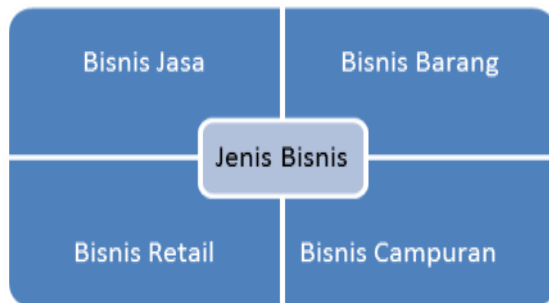 Bisnis Jasa
Bisnis Barang
Jenis Bisnis
Bisnis Retail
Bisnis Campuran